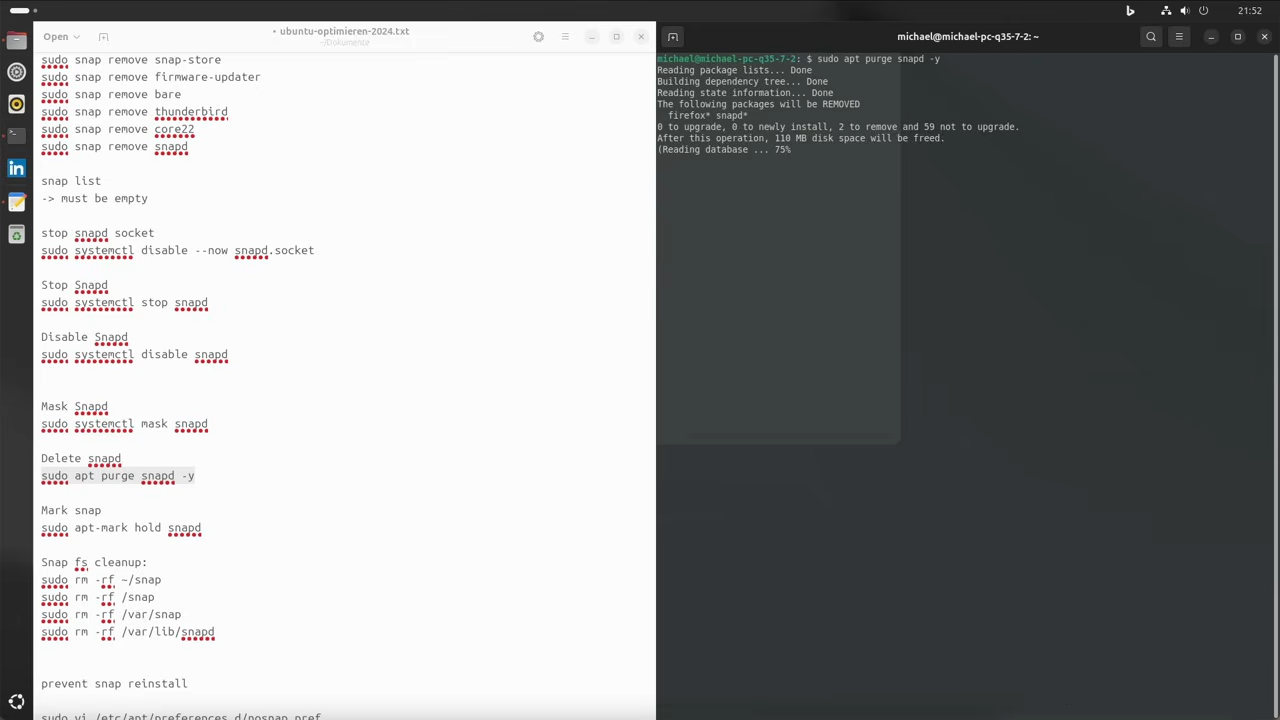 21:52
Open
ubuntu-optimieren-2024.txt
~/Dokumente
sudo snap remove snap-store
sudo snap remove firmware-updater
sudo snap remove bare
sudo snap remove thunderbird
sudo snap remove core22
sudo snap remove snapd
snap list
-> must be empty
stop snapd socket
sudo systemctl disable --now snapd.socket
Stop Snapd
sudo systemctl stop snapd
Disable Snapd
sudo systemctl disable snapd
Mask Snapd
sudo systemctl mask snapd
Delete snapd
sudo apt purge snapd -y
Mark snap
sudo apt-mark hold snapd
Snap fs cleanup:
sudo rm -rf ~/snap
sudo rm -rf /snap
sudo rm -rf /var/snap
sudo rm -rf /var/lib/snapd
prevent snap reinstall
sudo vi /etc/apt/preferences.d/nosnap.pref
michael@michael-pc-q35-7-2: ~
michael@michael-pc-q35-7-2: $ sudo apt purge snapd -y
Reading package lists... Done
Building dependency tree... Done
Reading state information... Done
The following packages will be REMOVED
firefox* snapd*
0 to upgrade, 0 to newly install, 2 to remove and 59 not to upgrade.
After this operation, 110 MB disk space will be freed.
(Reading database ... 75%